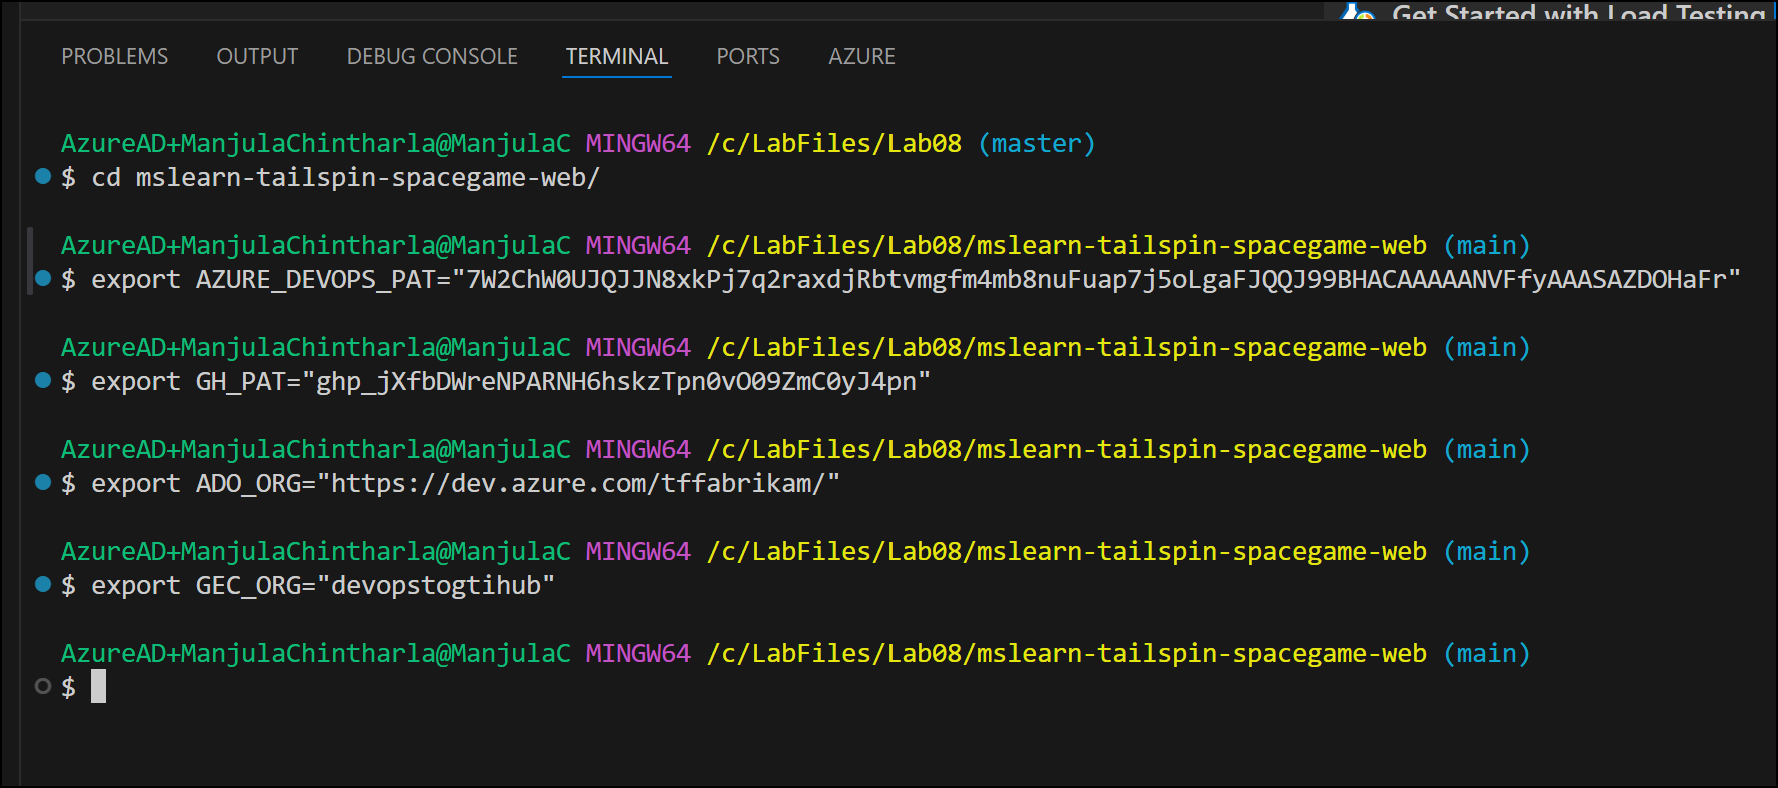 Get Started with Load Testing
PROBLEMS OUTPUT DEBUG CONSOLE TERMINAL PORTS AZURE
AzureAD+ManjulaChintharla@ManjulaC MINGW64 /c/LabFiles/Lab08 (master)
$ cd mslearn-tailspin-spacegame-web/
AzureAD+ManjulaChintharla@ManjulaC MINGW64 /c/LabFiles/Lab08/mslearn-tailspin-spacegame-web (main)
$ export AZURE_DEVOPS_PAT="7W2ChW0UJQJJN8xkPj7q2raxdjRbtvmgfm4mb8nuFuap7j5oLgaFJQQJ99BHACAAAAANVFfyAAASAZDOHaFr"
AzureAD+ManjulaChintharla@ManjulaC MINGW64 /c/LabFiles/Lab08/mslearn-tailspin-spacegame-web (main)
$ export GH_PAT="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"
AzureAD+ManjulaChintharla@ManjulaC MINGW64 /c/LabFiles/Lab08/mslearn-tailspin-spacegame-web (main)
$ export ADO_ORG="https://dev.azure.com/tffabrikam/"
AzureAD+ManjulaChintharla@ManjulaC MINGW64 /c/LabFiles/Lab08/mslearn-tailspin-spacegame-web (main)
$ export GEC_ORG="devopstogtihub"
AzureAD+ManjulaChintharla@ManjulaC MINGW64 /c/LabFiles/Lab08/mslearn-tailspin-spacegame-web (main)
$